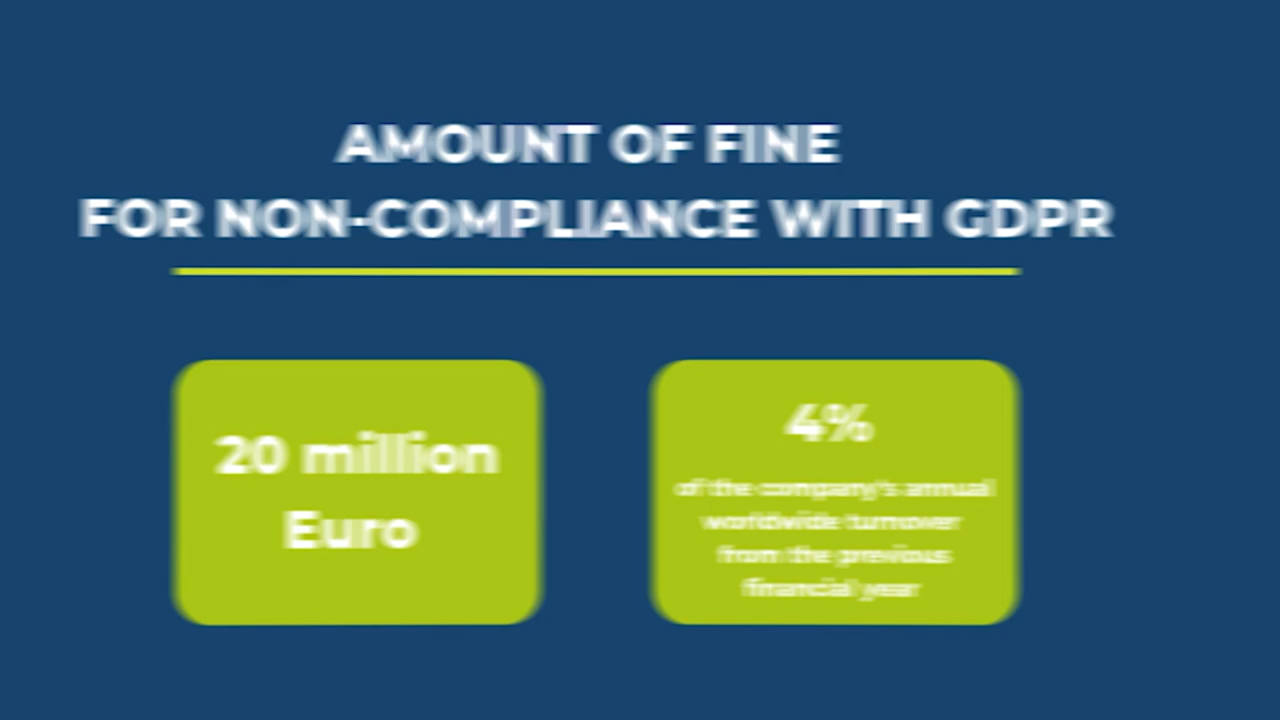 AMOUNT OF FINE
FOR NON-COMPLIANCE WITH GDPR
20 million
Euro
4%
of the company's annual
worldwide turnover
from the previous
financial year